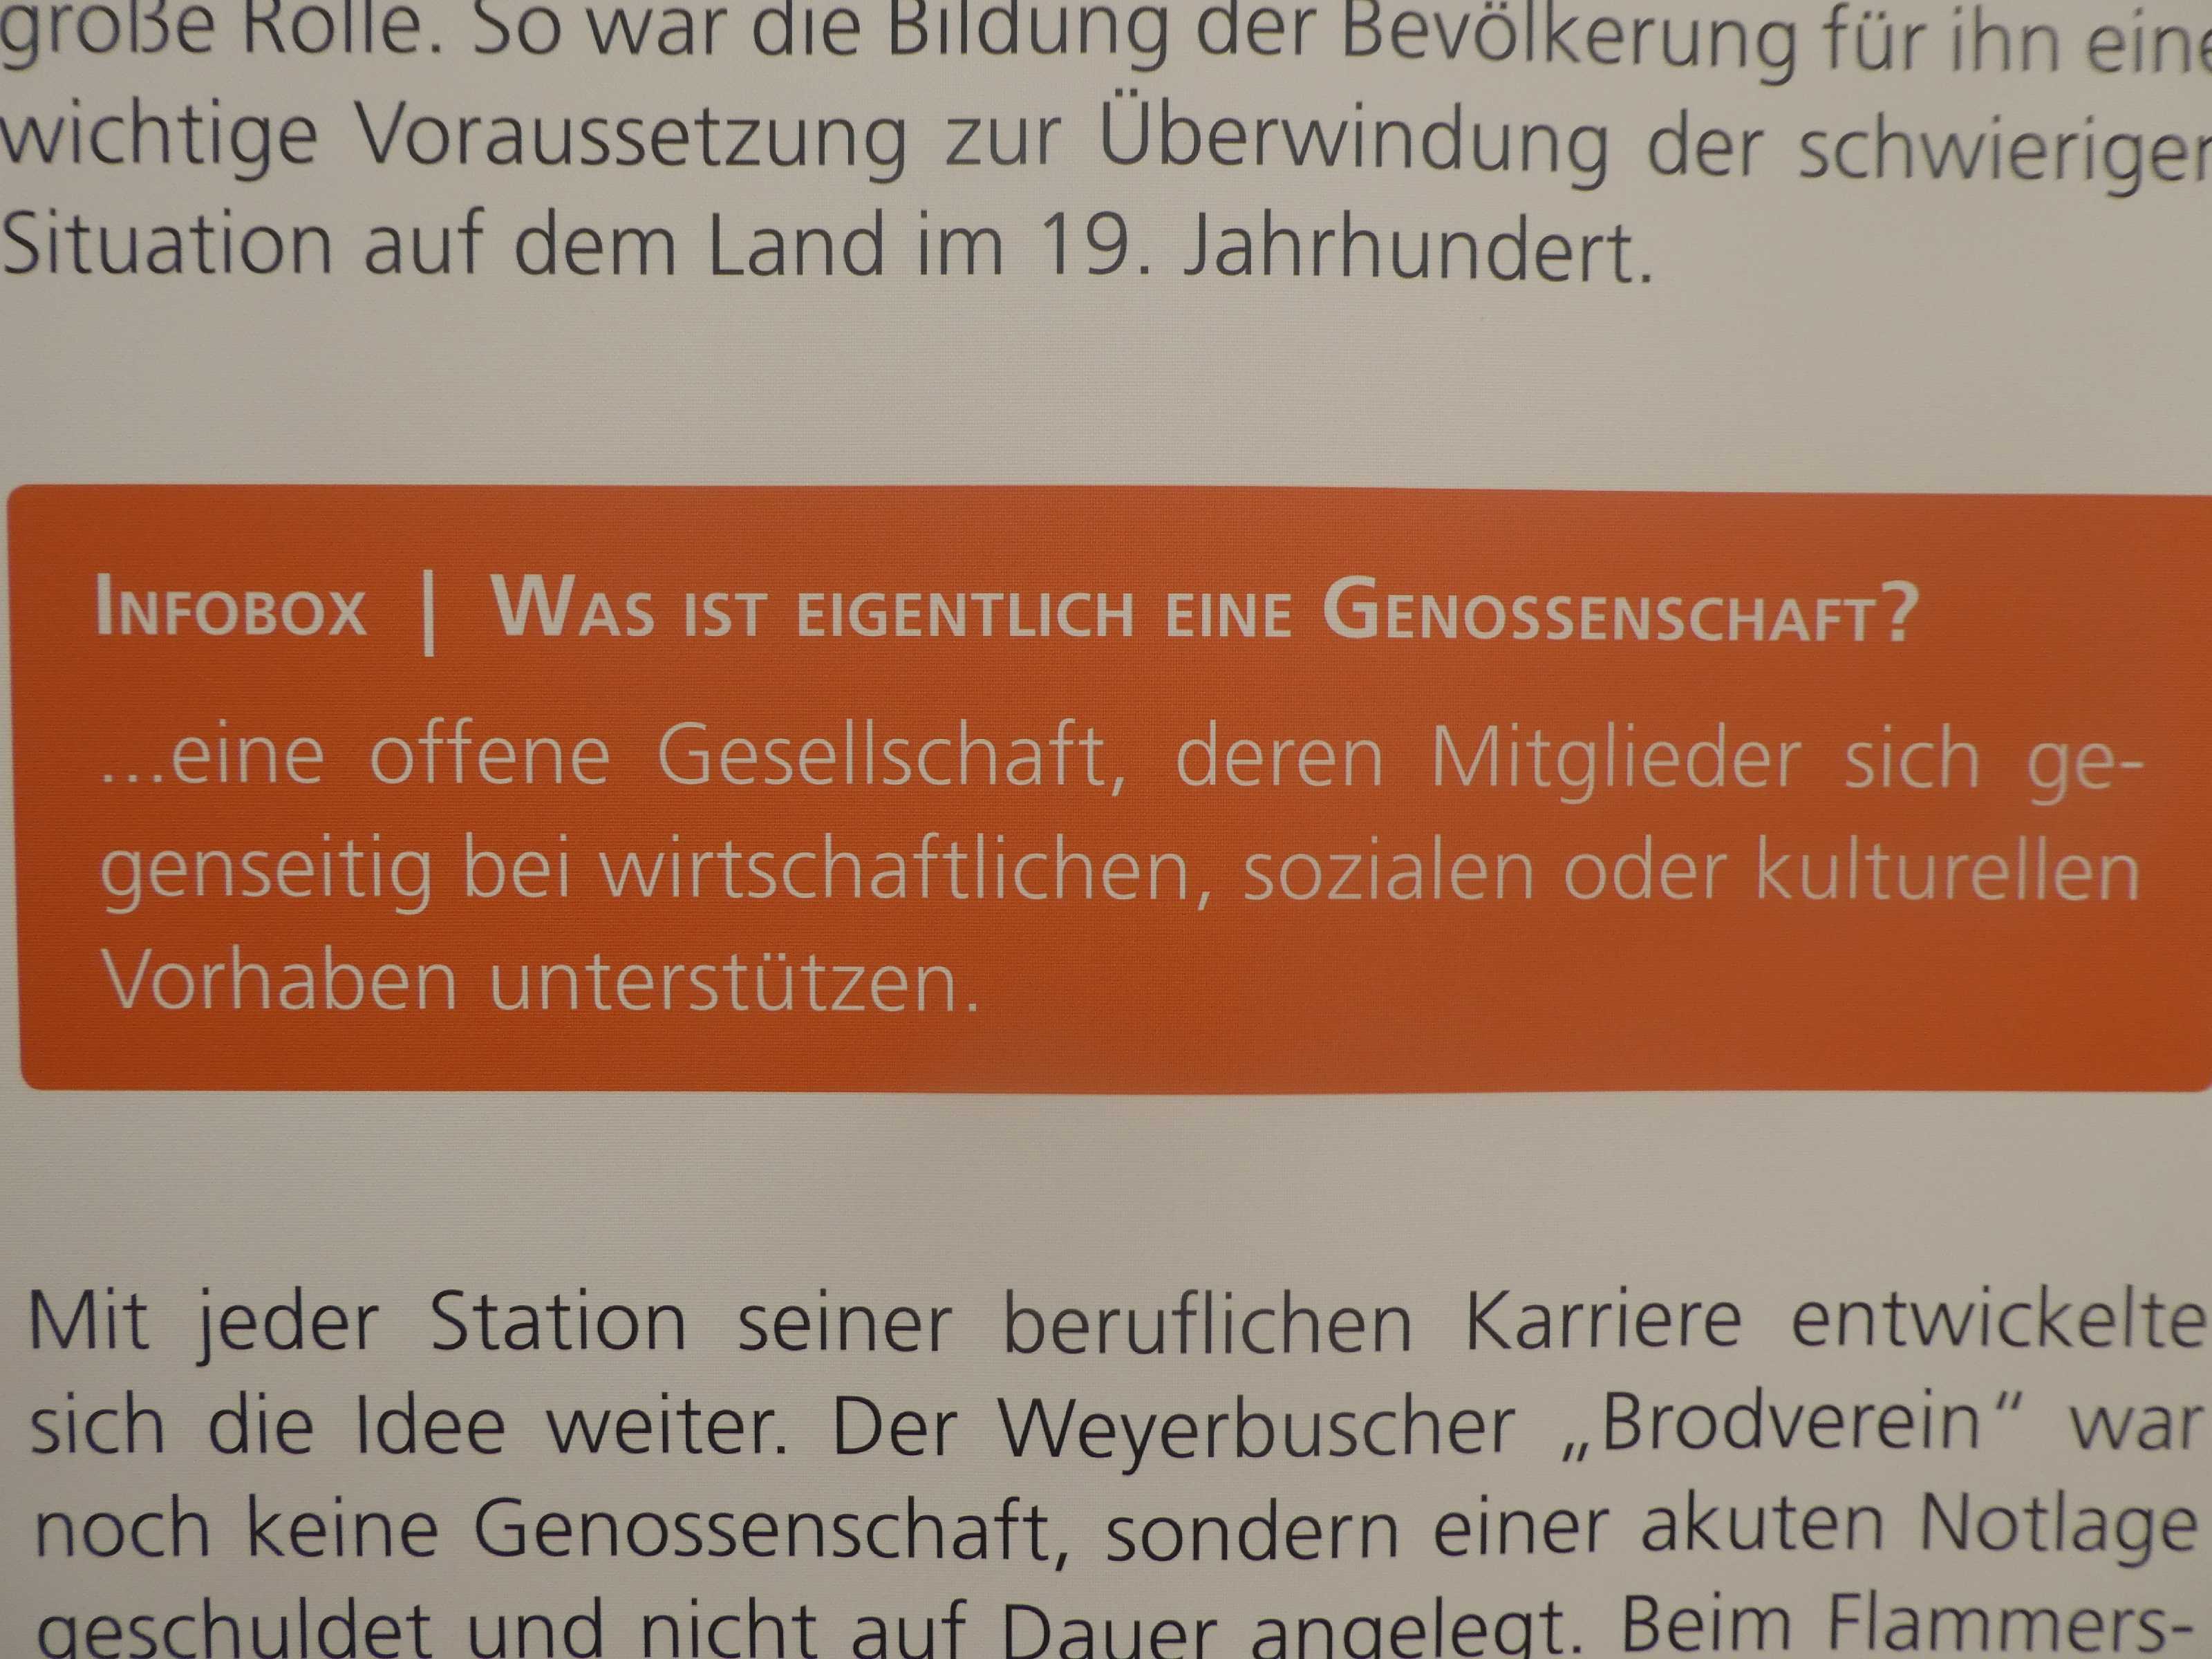 große Rolle. So war die Bildung der Bevölkerung für ihn eine
wichtige Voraussetzung zur Überwindung der schwierigen
Situation auf dem Land im 19. Jahrhundert.
Infobox | Was ist eigentlich eine Genossenschaft?
...eine offene Gesellschaft, deren Mitglieder sich ge-
genseitig bei wirtschaftlichen, sozialen oder kulturellen
Vorhaben unterstützen.
Mit jeder Station seiner beruflichen Karriere entwickelte
sich die Idee weiter. Der Weyerbuscher „Brodverein“ war
noch keine Genossenschaft, sondern einer akuten Notlage
geschuldet und nicht auf Dauer angelegt. Beim Flammers-